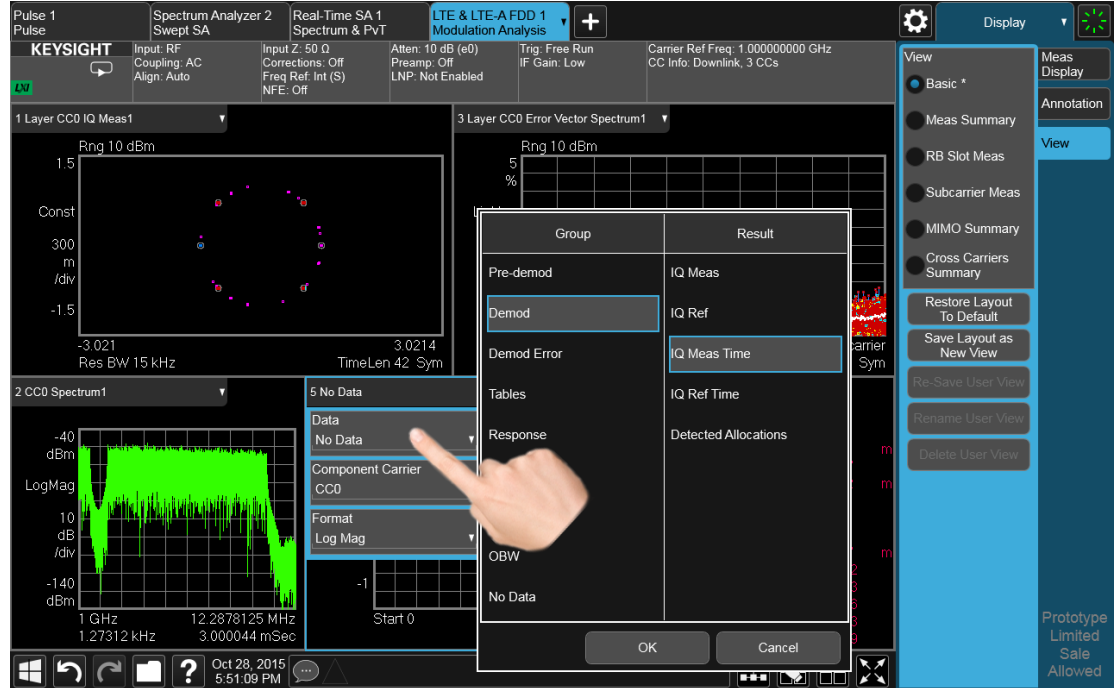 Pulse 1
Pulse
Spectrum Analyzer 2
Swept SA
Real-Time SA 1
Spectrum & PvT
LTE & LTE-A FDD 1
Modulation Analysis
Display
KEYSIGHT
LXI
Input: RF
Coupling: AC
Align: Auto
Input Z: 50 Ω
Corrections: Off
Freq Ref: Int (S)
NFE: Off
Atten: 10 dB (e0)
Preamp: Off
LNP: Not Enabled
Trig: Free Run
IF Gain: Low
Carrier Ref Freq: 1.000000000 GHz
CC Info: Downlink, 3 CCs
1 Layer CC0 IQ Meas1
Rng 10 dBm
1.5
Const
300
m
/div
-1.5
-3.021
3.0214
Res BW 15 kHz
TimeLen 42 Sym
3 Layer CC0 Error Vector Spectrum1
Rng 10 dBm
5
%
carrier
Sym
2 CC0 Spectrum1
-40
dBm
LogMag
10
dB
/div
-140
dBm
1 GHz
12.2878125 MHz
1.27312 kHz
3.000044 mSec
5 No Data
Data
No Data
Component Carrier
CC0
Format
Log Mag
-1
Start 0
Group
Result
Pre-demod
Demod
Demod Error
Tables
Response
OBW
No Data
IQ Meas
IQ Ref
IQ Meas Time
IQ Ref Time
Detected Allocations
OK
Cancel
m
m
m
2
3
6
3
9
View
Basic *
Meas Summary
RB Slot Meas
Subcarrier Meas
MIMO Summary
Cross Carriers
Summary
Restore Layout
To Default
Save Layout as
New View
Re-Save User View
Rename User View
Delete User View
Meas
Display
Annotation
View
Prototype
Limited
Sale
Allowed
Oct 28, 2015
5:51:09 PM